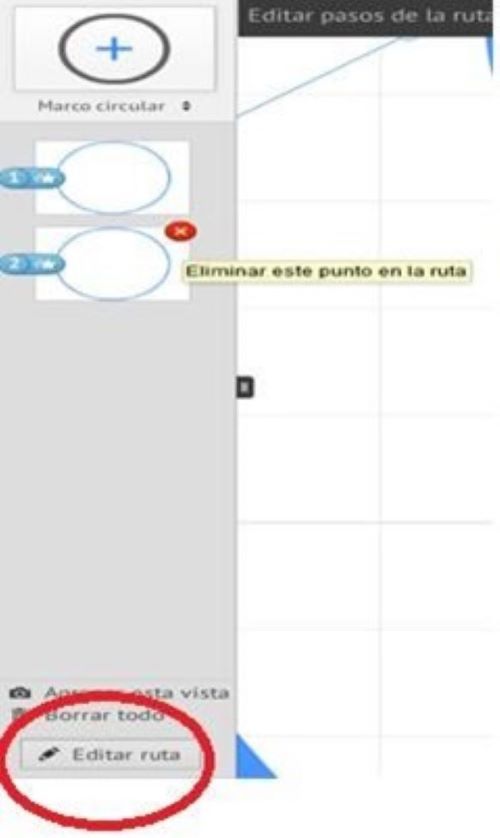 Editar pasos de la ruta
Marco circular
1
2
Eliminar este punto en la ruta
esta vista
Borrar todo
Editar ruta